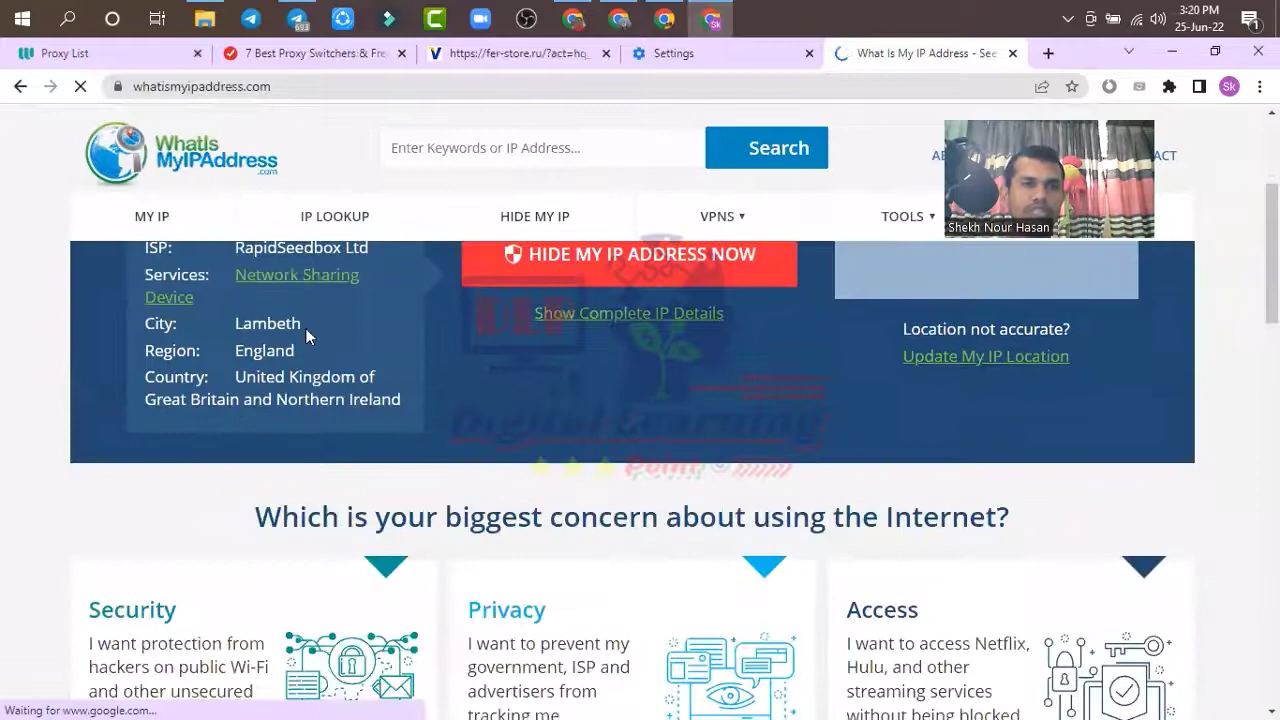 3:20 PM
25-Jun-22
693
Proxy List
7 Best Proxy Switchers & Fre
https://fer-store.ru/?act=hq_
Settings
What Is My IP Address - See
whatismyipaddress.com
Sk
WhatIs
MyIPAddress
.com
Enter Keywords or IP Address...
Search
Shekh Nour Hasan
MY IP
IP LOOKUP
HIDE MY IP
VPNS
TOOLS
ISP: RapidSeedbox Ltd
Services: Network Sharing
Device
City: Lambeth
Region: England
Country: United Kingdom of
Great Britain and Northern Ireland
HIDE MY IP ADDRESS NOW
Show Complete IP Details
Location not accurate?
Update My IP Location
DLP
Digital Learning
Point
Which is your biggest concern about using the Internet?
Security
I want protection from
hackers on public Wi-Fi
and other unsecured
Privacy
I want to prevent my
government, ISP and
advertisers from
tracking me
Access
I want to access Netflix,
Hulu, and other
streaming services
without being blocked
Waiting for www.google.com...